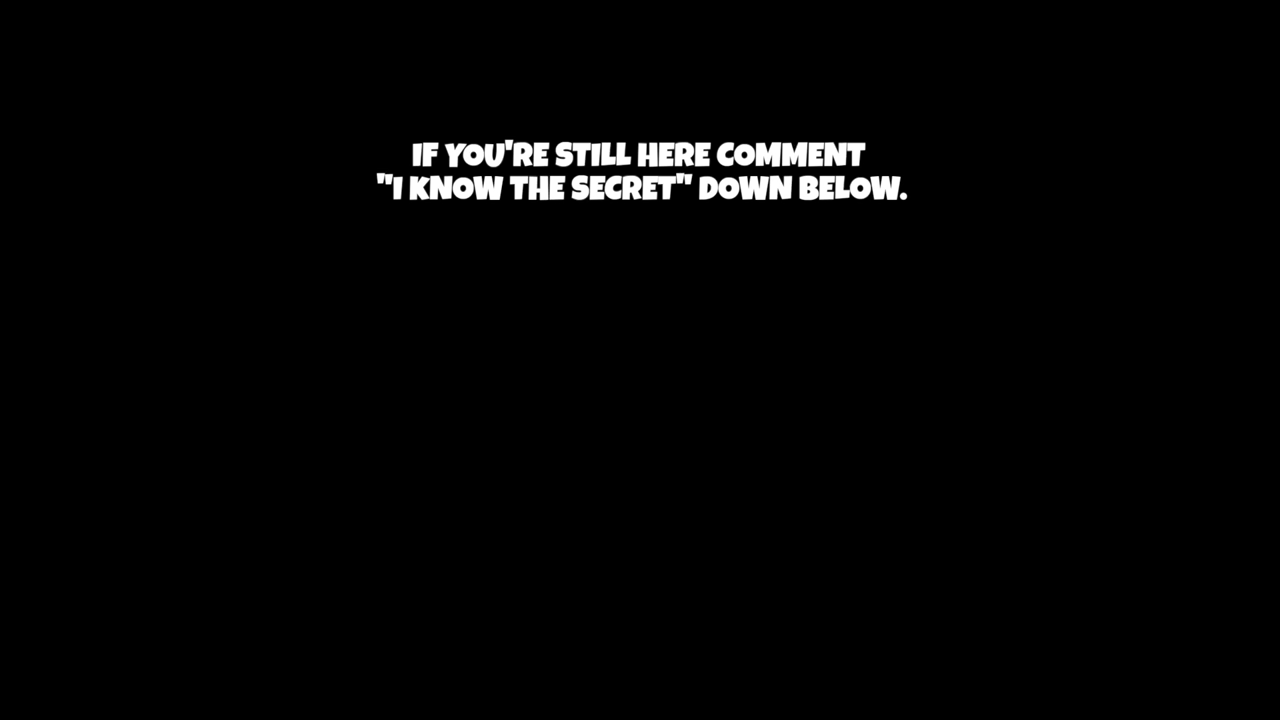 IF YOU'RE STILL HERE COMMENT
"I KNOW THE SECRET" DOWN BELOW.